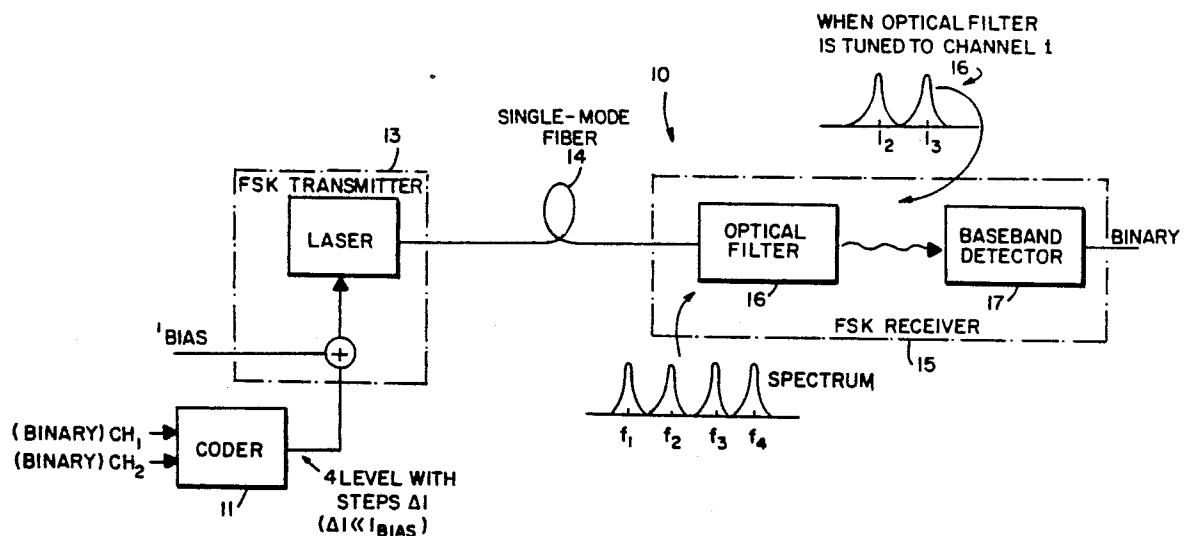 WHEN OPTICAL FILTER
IS TUNED TO CHANNEL 1
16
10
l2 l3
SINGLE-MODE
FIBER
14
13
FSK TRANSMITTER
LASER
OPTICAL
FILTER
16
BASEBAND
DETECTOR
17
BINARY
FSK RECEIVER
15
IBIAS
+
SPECTRUM
f1 f2 f3 f4
(BINARY) CH1
(BINARY) CH2
CODER
11
4 LEVEL WITH
STEPS ΔI
(ΔI≪IBIAS)